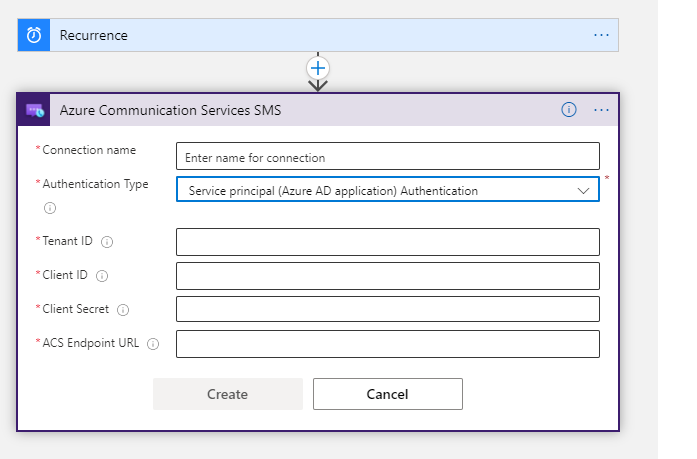 Recurrence
Azure Communication Services SMS
*Connection name
Enter name for connection
*Authentication Type
Service principal (Azure AD application) Authentication
*
*Tenant ID
*Client ID
*Client Secret
*ACS Endpoint URL
Create
Cancel